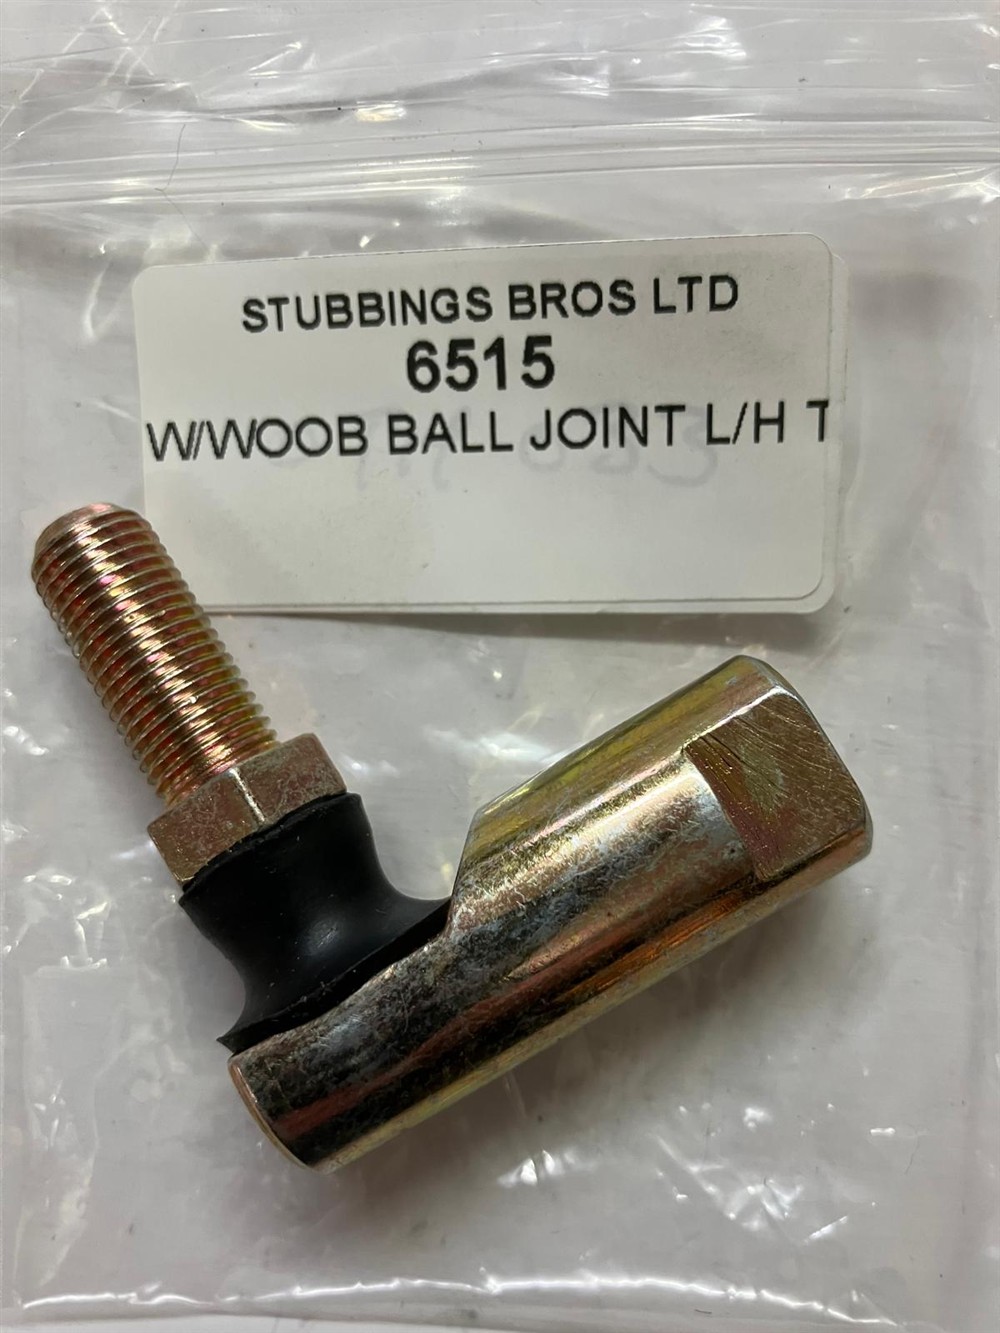 STUBBINGS BROS LTD
6515
W/WOOB BALL JOINT L/H T